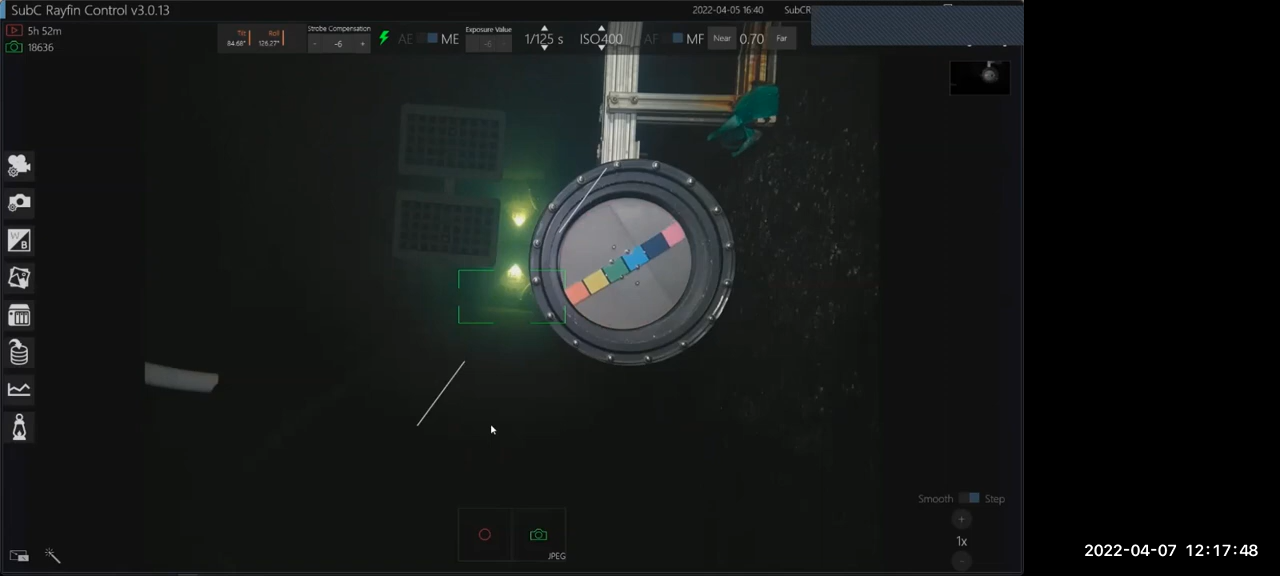 SubC Rayfin Control v3.0.13
2022-04-05 16:40
SubCR
5h 52m
18636
Tilt
84.68°
Roll
126.27°
Strobe Compensation
- -6 +
AE ME
Exposure Value
- -6 +
1/125 s
ISO400
AF MF
Near 0.70 Far
W
B
Smooth Step
+
1x
-
JPEG
2022-04-07 12:17:48